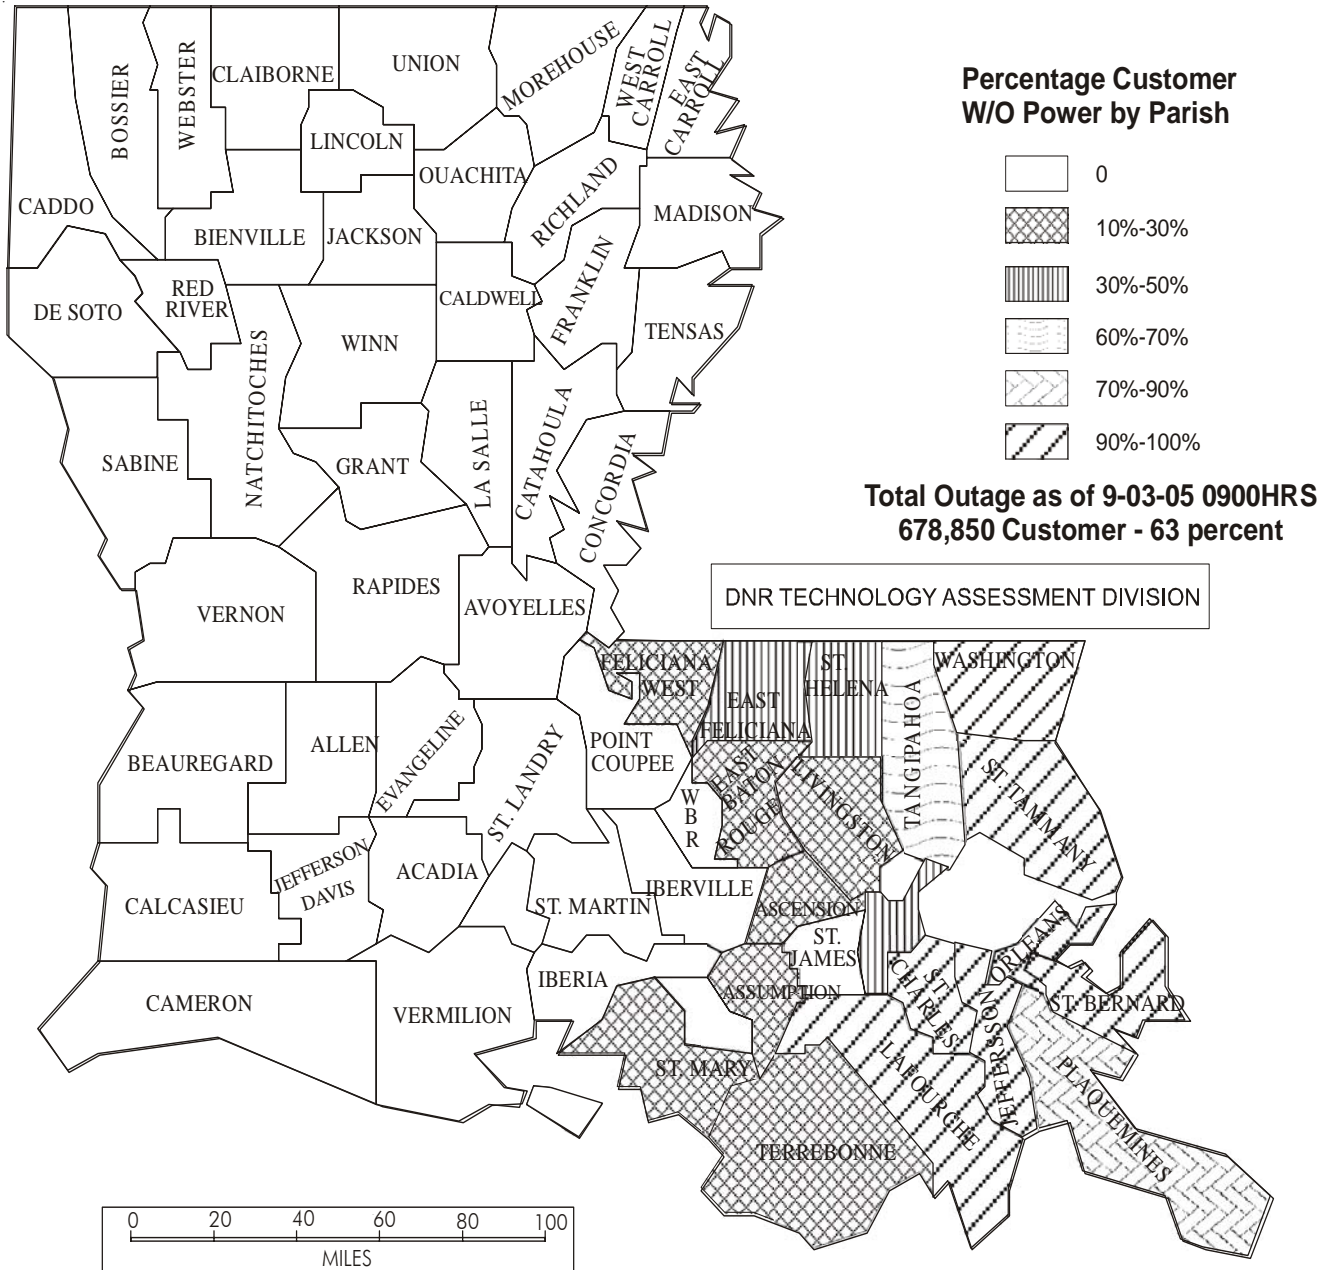 Percentage Customer
W/O Power by Parish
0
10%-30%
30%-50%
60%-70%
70%-90%
90%-100%
Total Outage as of 9-03-05 0900HRS
678,850 Customer - 63 percent
DNR TECHNOLOGY ASSESSMENT DIVISION
CADDO
BOSSIER
WEBSTER
CLAIBORNE
UNION
MOREHOUSE
WEST
CARROLL
EAST
CARROLL
LINCOLN
OUACHITA
RICHLAND
MADISON
BIENVILLE
JACKSON
DE SOTO
RED
RIVER
CALDWELL
FRANKLIN
TENSAS
NATCHITOCHES
WINN
LA SALLE
CATAHOULA
CONCORDIA
SABINE
GRANT
VERNON
RAPIDES
AVOYELLES
FELICIANA
WEST
EAST
FELICIANA
ST.
HELENA
TANGIPAHOA
WASHINGTON
BEAUREGARD
ALLEN
EVANGELINE
ST. LANDRY
POINT
COUPEE
W
B
R
EAST
BATON
ROUGE
LIVINGSTON
ST. TAMMANY
CALCASIEU
JEFFERSON
DAVIS
ACADIA
ST. MARTIN
IBERVILLE
ASCENSION
ST.
JAMES
CAMERON
VERMILION
IBERIA
ASSUMPTION
ST.
CHARLES
ORLEANS
ST. BERNARD
JEFFERSSON
ST. MARY
LAFOURCHE
PLAQUEMINES
TERREBONNE
0 20 40 60 80 100
MILES